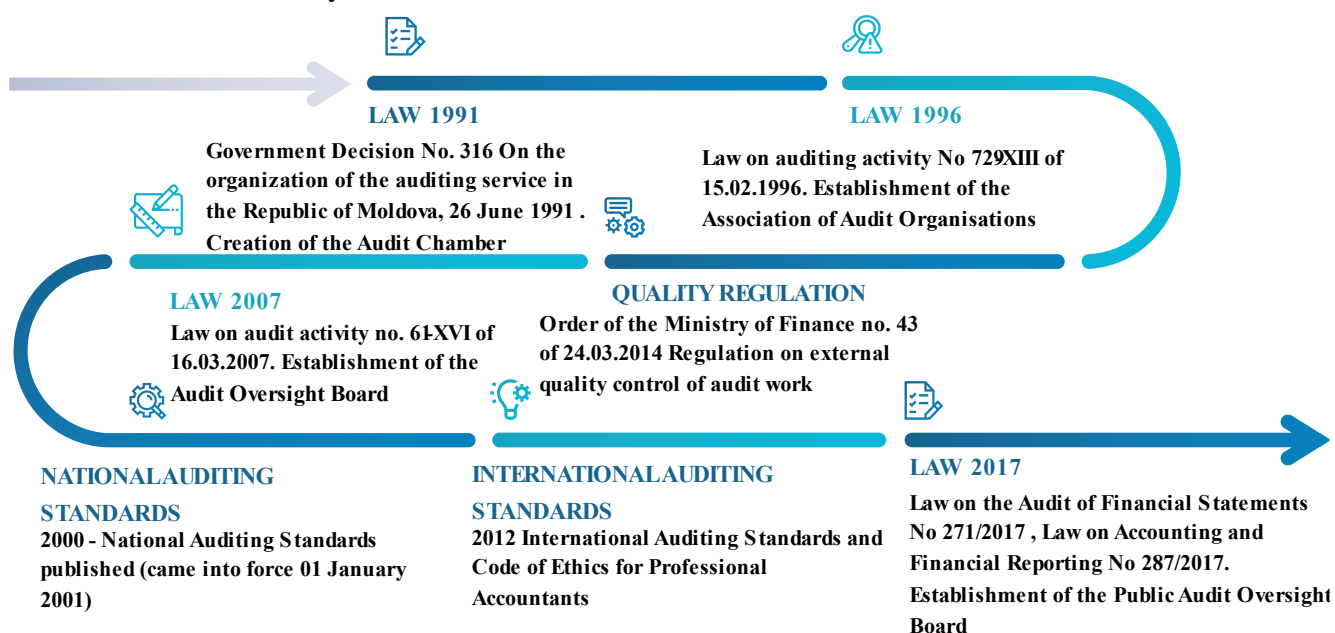 LAW 1991
Government Decision No. 316 On the
organization of the auditing service in
the Republic of Moldova, 26 June 1991 .
Creation of the Audit Chamber
LAW 1996
Law on auditing activity No 729XIII of
15.02.1996. Establishment of the
Association of Audit Organisations
LAW 2007
Law on audit activity no. 61-XVI of
16.03.2007. Establishment of the
Audit Oversight Board
QUALITY REGULATION
Order of the Ministry of Finance no. 43
of 24.03.2014 Regulation on external
quality control of audit work
NATIONAL AUDITING
STANDARDS
2000 - National Auditing Standards
published (came into force 01 January
2001)
INTERNATIONAL AUDITING
STANDARDS
2012 International Auditing Standards and
Code of Ethics for Professional
Accountants
LAW 2017
Law on the Audit of Financial Statements
No 271/2017 , Law on Accounting and
Financial Reporting No 287/2017.
Establishment of the Public Audit Oversight
Board